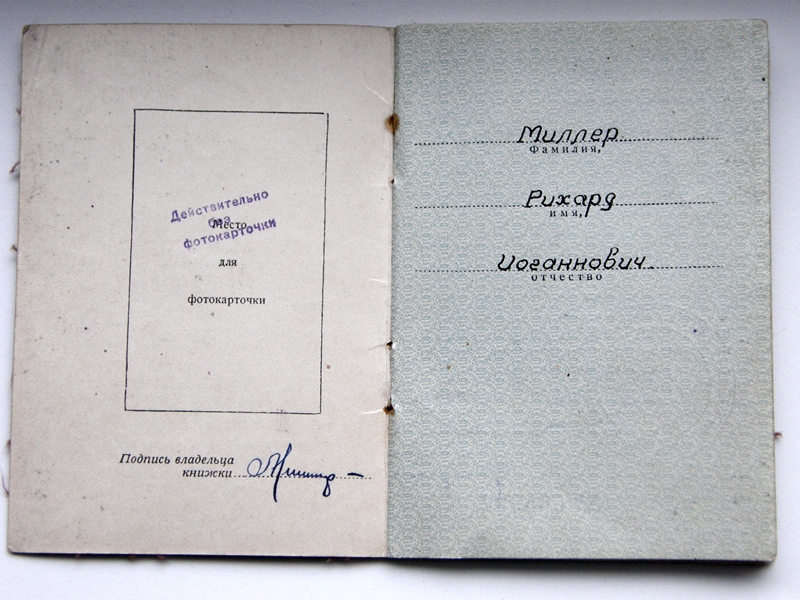 Действительно
без
фотокарточки
Место
для
фотокарточки
Подпись владельца
книжки
Миллер
Фамилия,
Рихард
имя,
Иоганнович
отчество